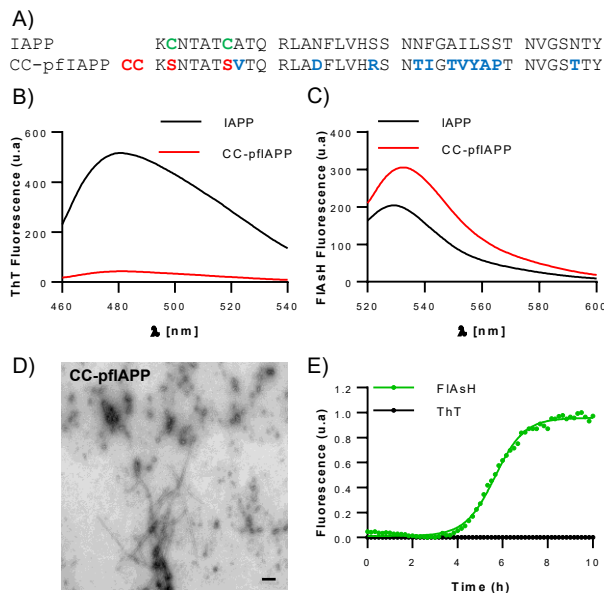 A)
IAPP KCNTATCATQ RLANFLVHSS NNFGAILSST NVGSNTY
CC-pfIAPP CC KSNTATSVTQ RLADFLVHRS NTIGTVYAPT NVGSTTY
B)
C)
600
400
200
0
ThT Fluorescence (u.a)
IAPP
CC-pfIAPP
460 480 500 520 540
λ [nm]
400
300
200
100
0
FlAsH Fluorescence (u.a)
IAPP
CC-pfIAPP
520 540 560 580 600
λ [nm]
D)
CC-pfIAPP
E)
FlAsH
ThT
1.2
1.0
0.8
0.6
0.4
0.2
0.0
Fluorescence (u.a)
0 2 4 6 8 10
Time (h)